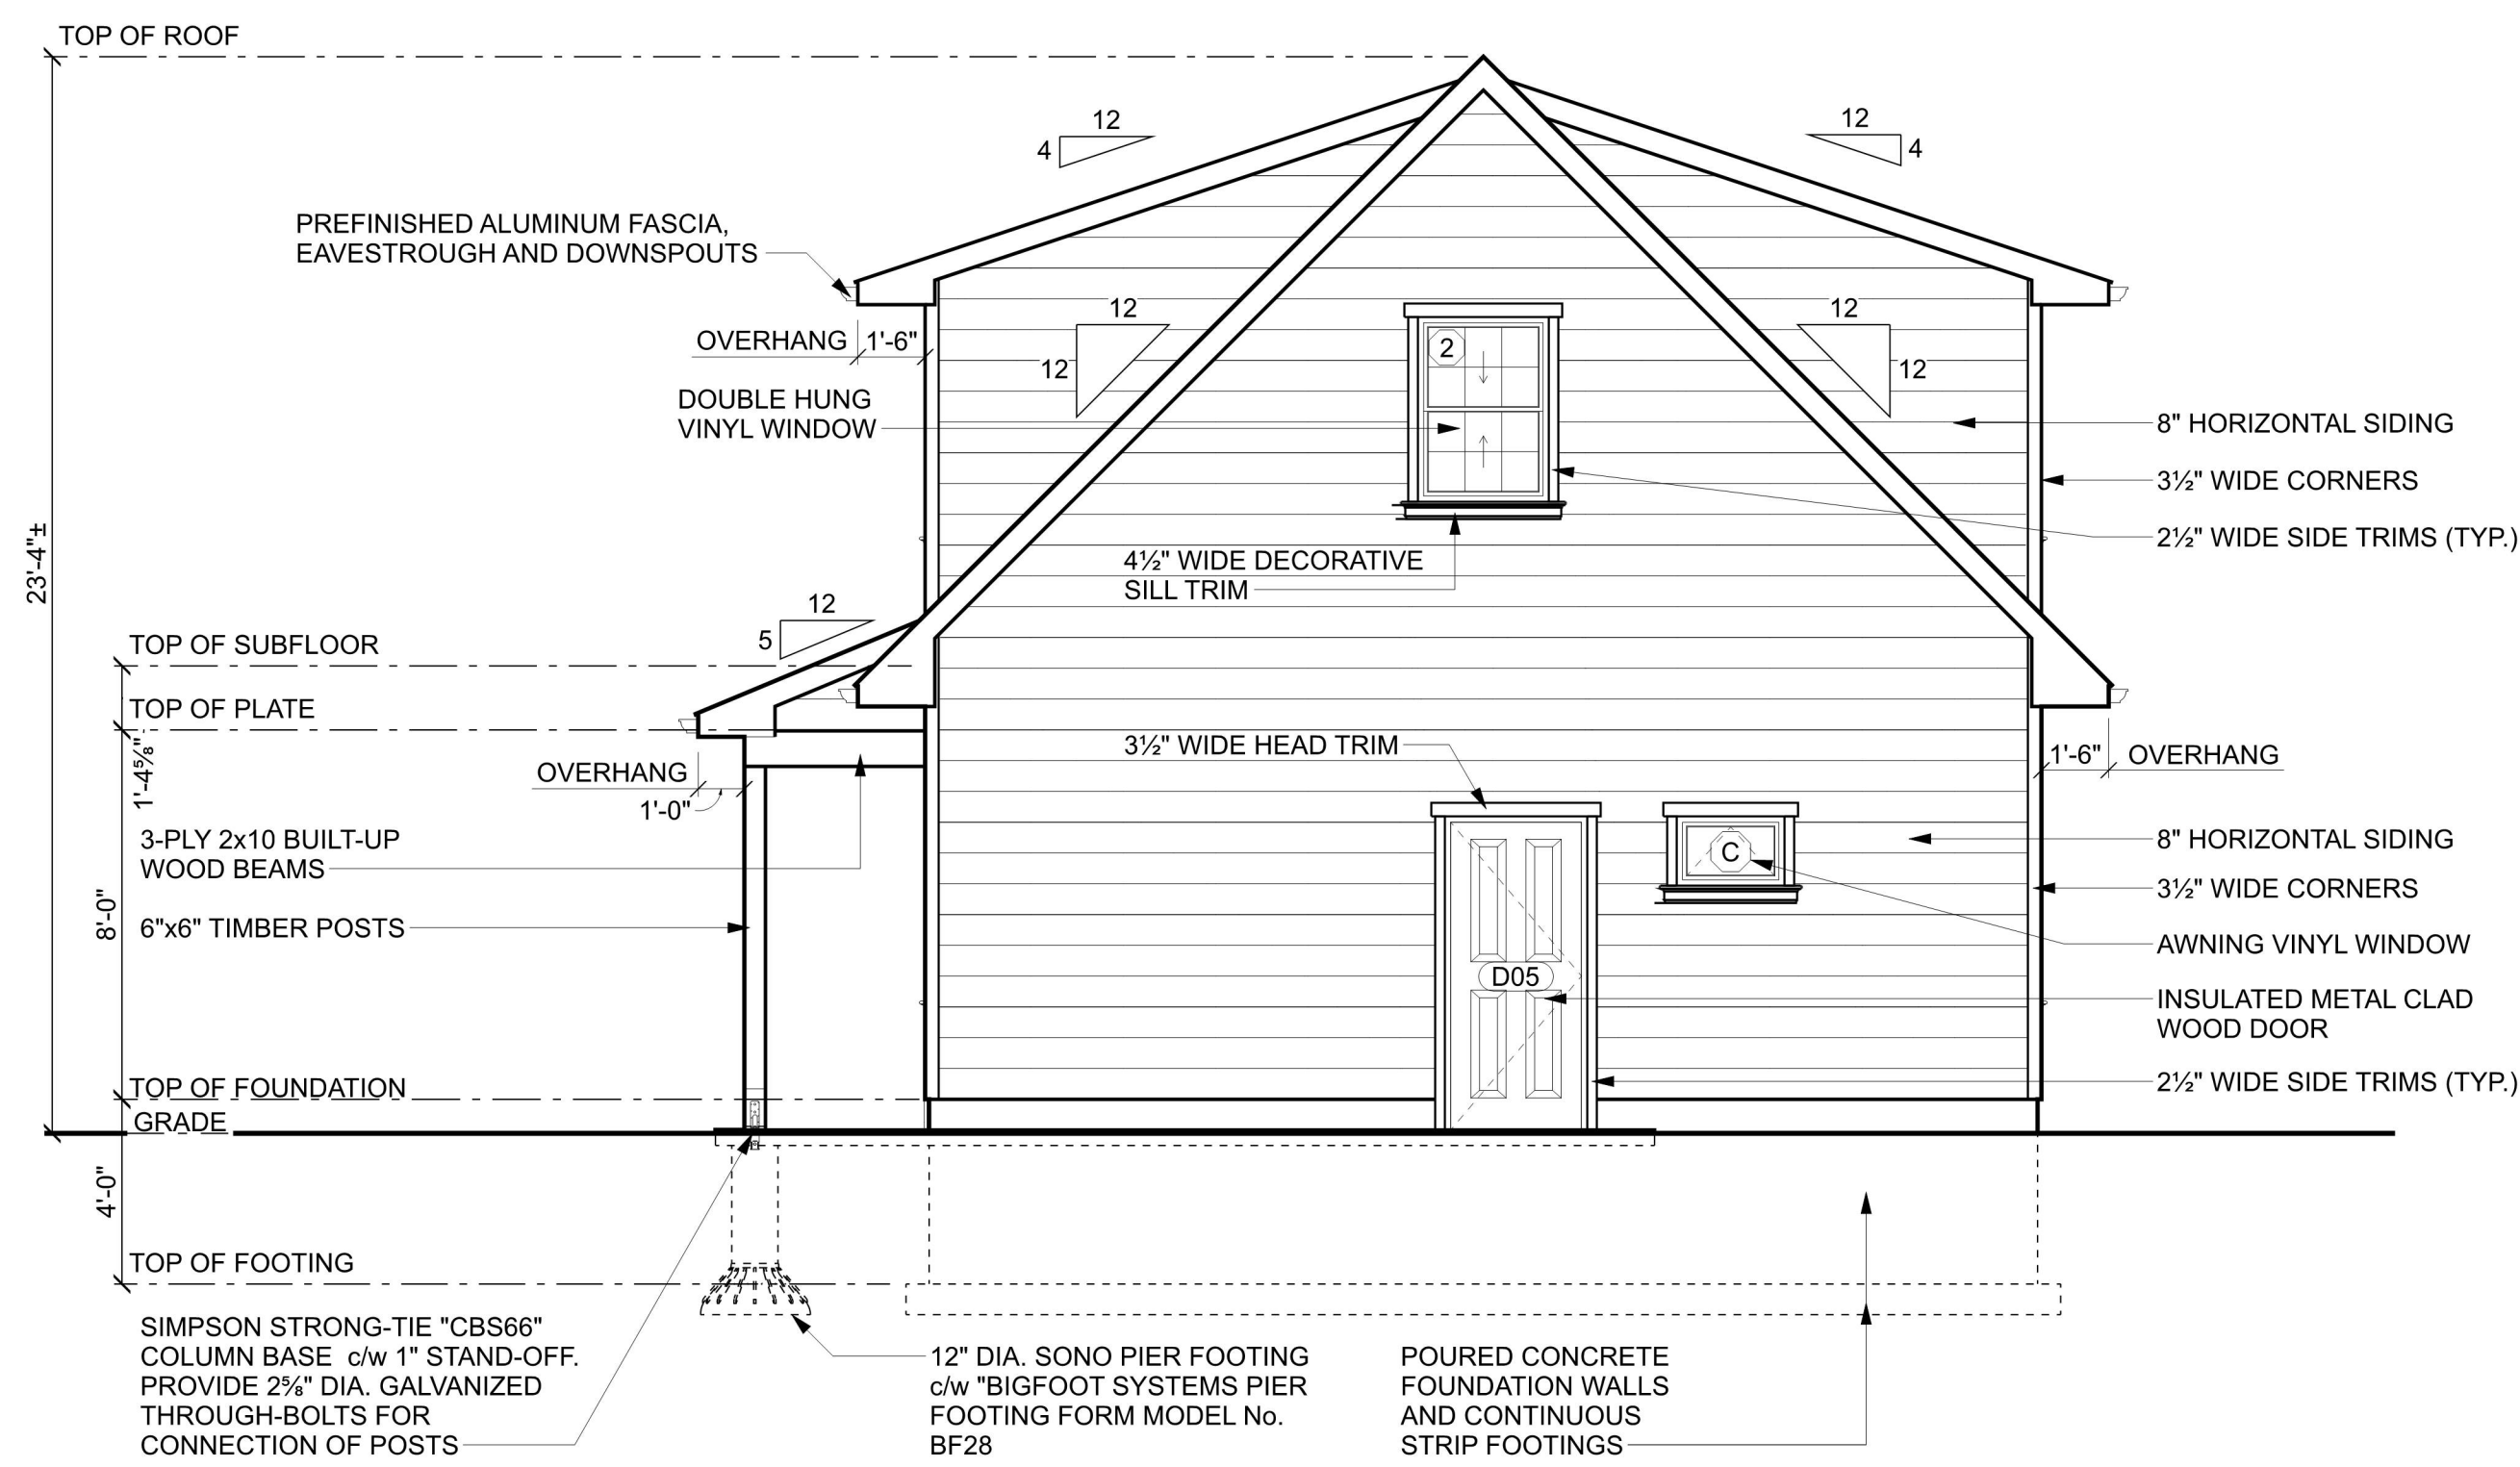 TOP OF ROOF
12
4
12
4
PREFINISHED ALUMINUM FASCIA,
EAVESTROUGH AND DOWNSPOUTS
12
12
12
12
OVERHANG
1'-6"
2
DOUBLE HUNG
VINYL WINDOW
8" HORIZONTAL SIDING
3½" WIDE CORNERS
2½" WIDE SIDE TRIMS (TYP.)
4½" WIDE DECORATIVE
SILL TRIM
23'-4"±
12
5
TOP OF SUBFLOOR
TOP OF PLATE
1'-4⅝"
3½" WIDE HEAD TRIM
1'-6"
OVERHANG
OVERHANG
1'-0"
3-PLY 2x10 BUILT-UP
WOOD BEAMS
8'-0"
6"x6" TIMBER POSTS
C
D05
8" HORIZONTAL SIDING
3½" WIDE CORNERS
AWNING VINYL WINDOW
INSULATED METAL CLAD
WOOD DOOR
2½" WIDE SIDE TRIMS (TYP.)
TOP OF FOUNDATION
GRADE
4'-0"
TOP OF FOOTING
SIMPSON STRONG-TIE "CBS66"
COLUMN BASE c/w 1" STAND-OFF.
PROVIDE 2⅝" DIA. GALVANIZED
THROUGH-BOLTS FOR
CONNECTION OF POSTS
12" DIA. SONO PIER FOOTING
c/w "BIGFOOT SYSTEMS PIER
FOOTING FORM MODEL No.
BF28
POURED CONCRETE
FOUNDATION WALLS
AND CONTINUOUS
STRIP FOOTINGS